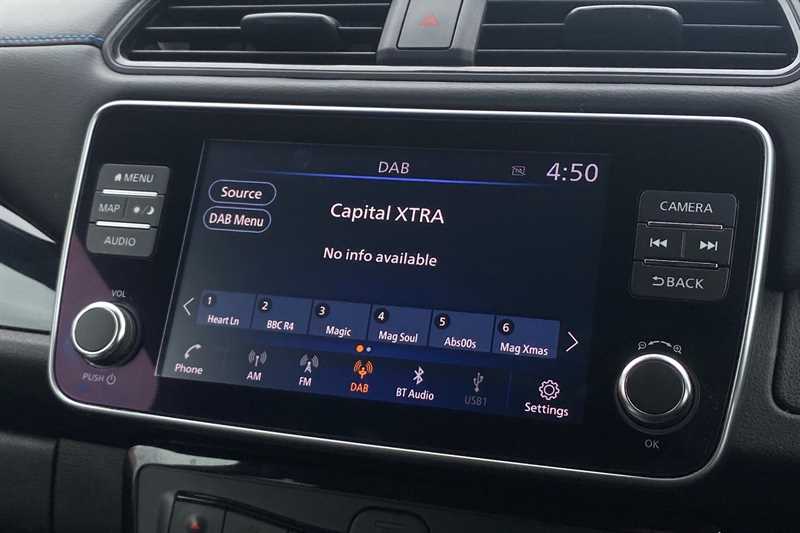 DAB
4:50
MENU
Source
CAMERA
MAP
DAB Menu
Capital XTRA
AUDIO
No info available
BACK
VOL
1 Heart Ln
2 BBC R4
3 Magic
4 Mag Soul
5 Abs00s
6 Mag Xmas
PUSH
Phone
AM
FM
DAB
BT Audio
USB1
Settings
OK